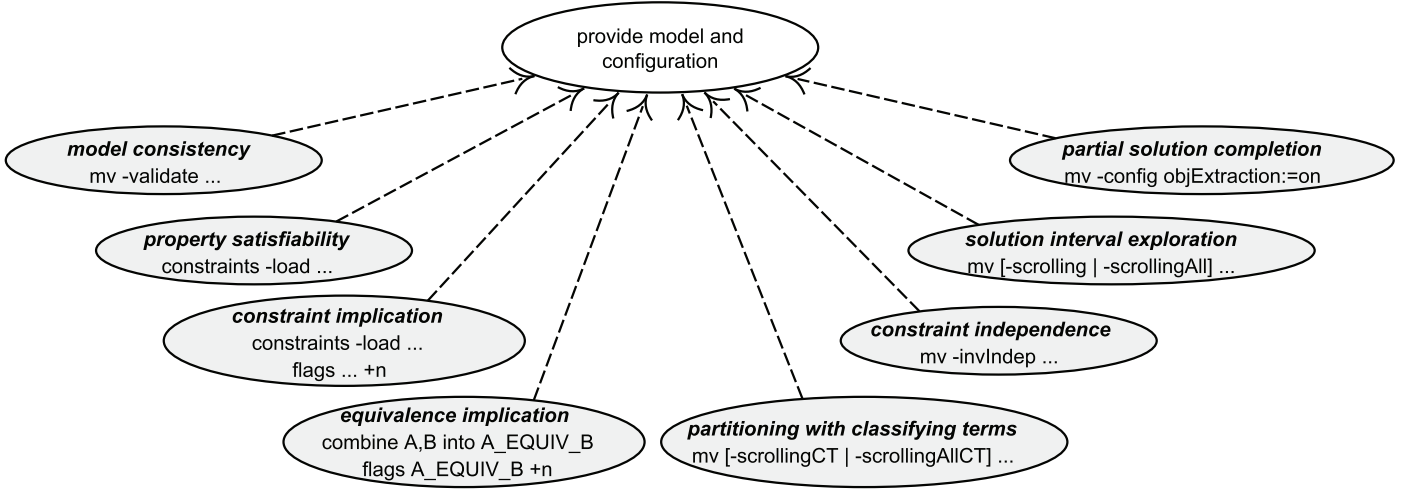 provide model and
configuration
model consistency
mv -validate ...
partial solution completion
mv -config objExtraction:=on
property satisfiability
constraints -load ...
solution interval exploration
mv [-scrolling | -scrollingAll] ...
constraint implication
constraints -load ...
flags ... +n
constraint independence
mv -invIndep ...
equivalence implication
combine A,B into A_EQUIV_B
flags A_EQUIV_B +n
partitioning with classifying terms
mv [-scrollingCT | -scrollingAllCT] ...